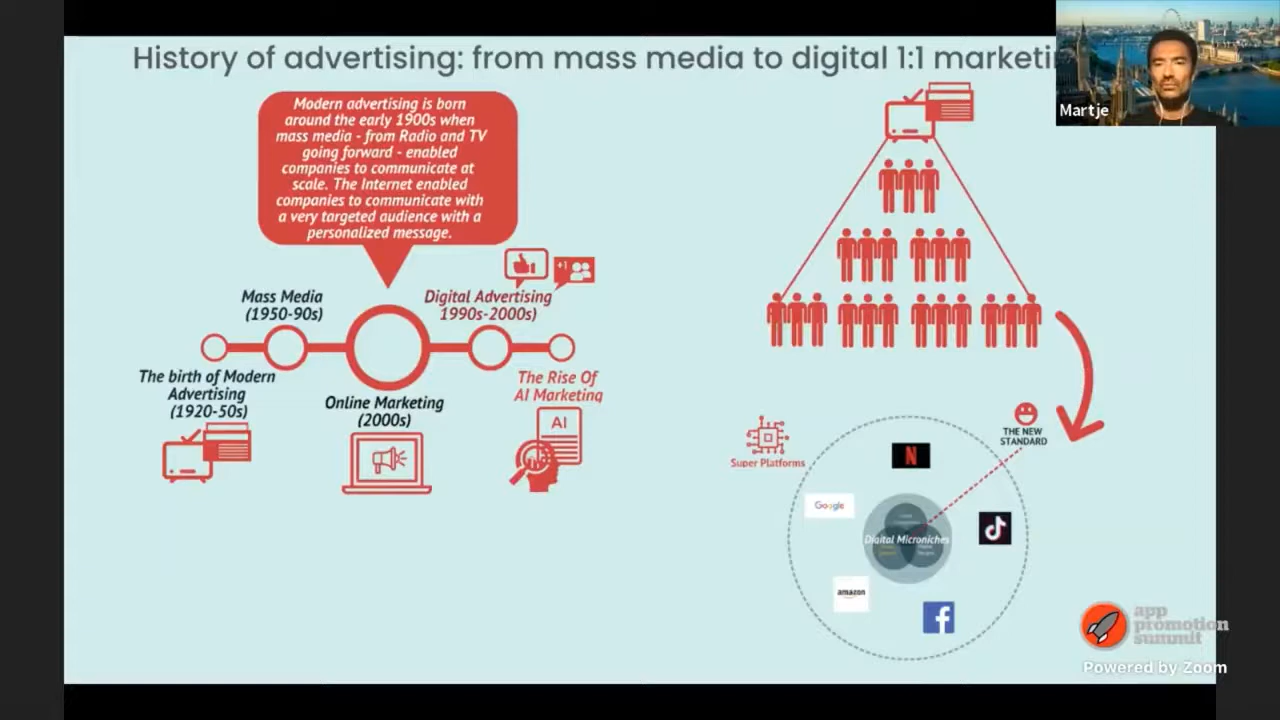 History of advertising: from mass media to digital 1:1 marketi
Martje
Modern advertising is born
around the early 1900s when
mass media - from Radio and TV
going forward - enabled
companies to communicate at
scale. The Internet enabled
companies to communicate with
a very targeted audience with a
personalized message.
Mass Media
(1950-90s)
+1
Digital Advertising
1990s-2000s)
The birth of Modern
Advertising
(1920-50s)
Online Marketing
(2000s)
The Rise Of
AI Marketing
AI
THE NEW
STANDARD
Super Platforms
N
Google
Digital Microniches
amazon
f
app
promotion
summit
Powered by Zoom